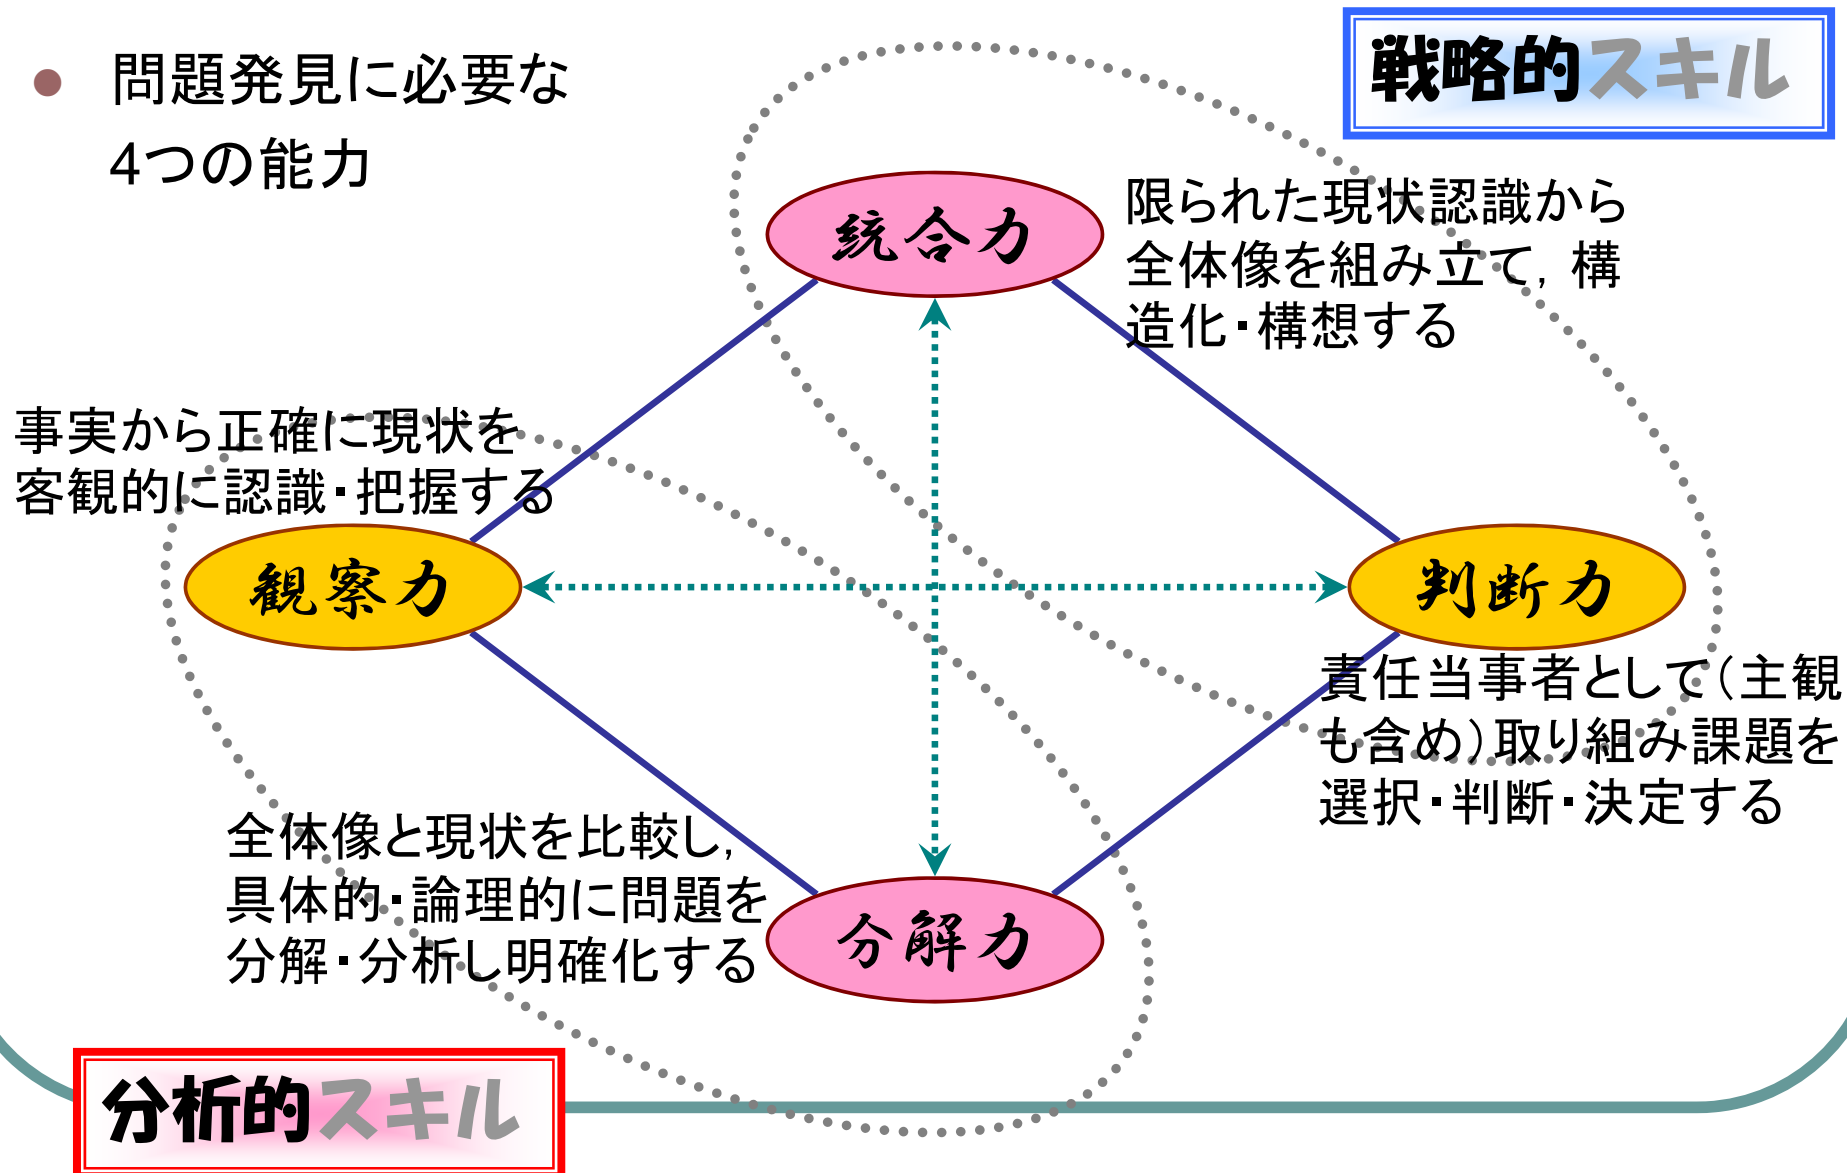 問題発見に必要な
4つの能力
戦略的スキル
統合力
限られた現状認識から
全体像を組み立て，構
造化・構想する
事実から正確に現状を
客観的に認識・把握する
観察力
判断力
責任当事者として（主観
も含め）取り組み課題を
選択・判断・決定する
全体像と現状を比較し，
具体的・論理的に問題を
分解・分析し明確化する
分解力
分析的スキル